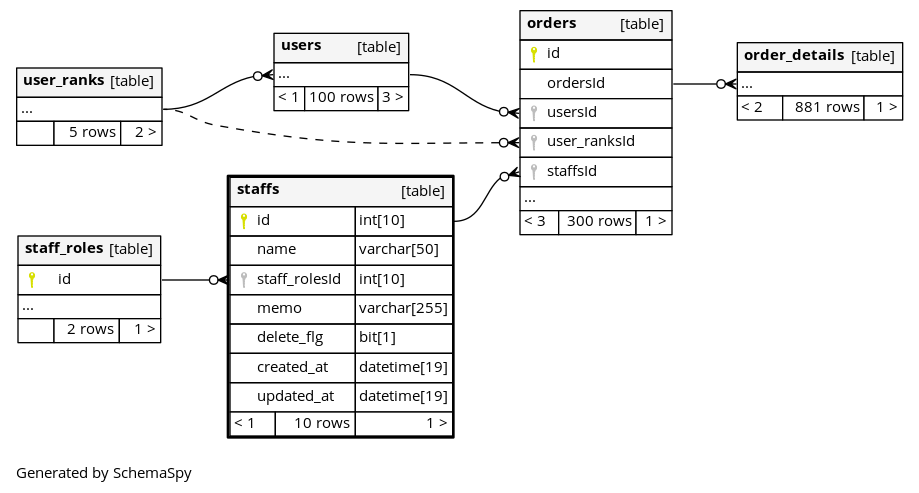 user_ranks [table]
...
5 rows 2 >
users [table]
...
< 1 100 rows 3 >
orders [table]
id
ordersId
usersId
user_ranksId
staffsId
...
< 3 300 rows 1 >
order_details [table]
...
< 2 881 rows 1 >
staff_roles [table]
id
...
2 rows 1 >
staffs [table]
id int[10]
name varchar[50]
staff_rolesId int[10]
memo varchar[255]
delete_flg bit[1]
created_at datetime[19]
updated_at datetime[19]
< 1 10 rows 1 >
Generated by SchemaSpy